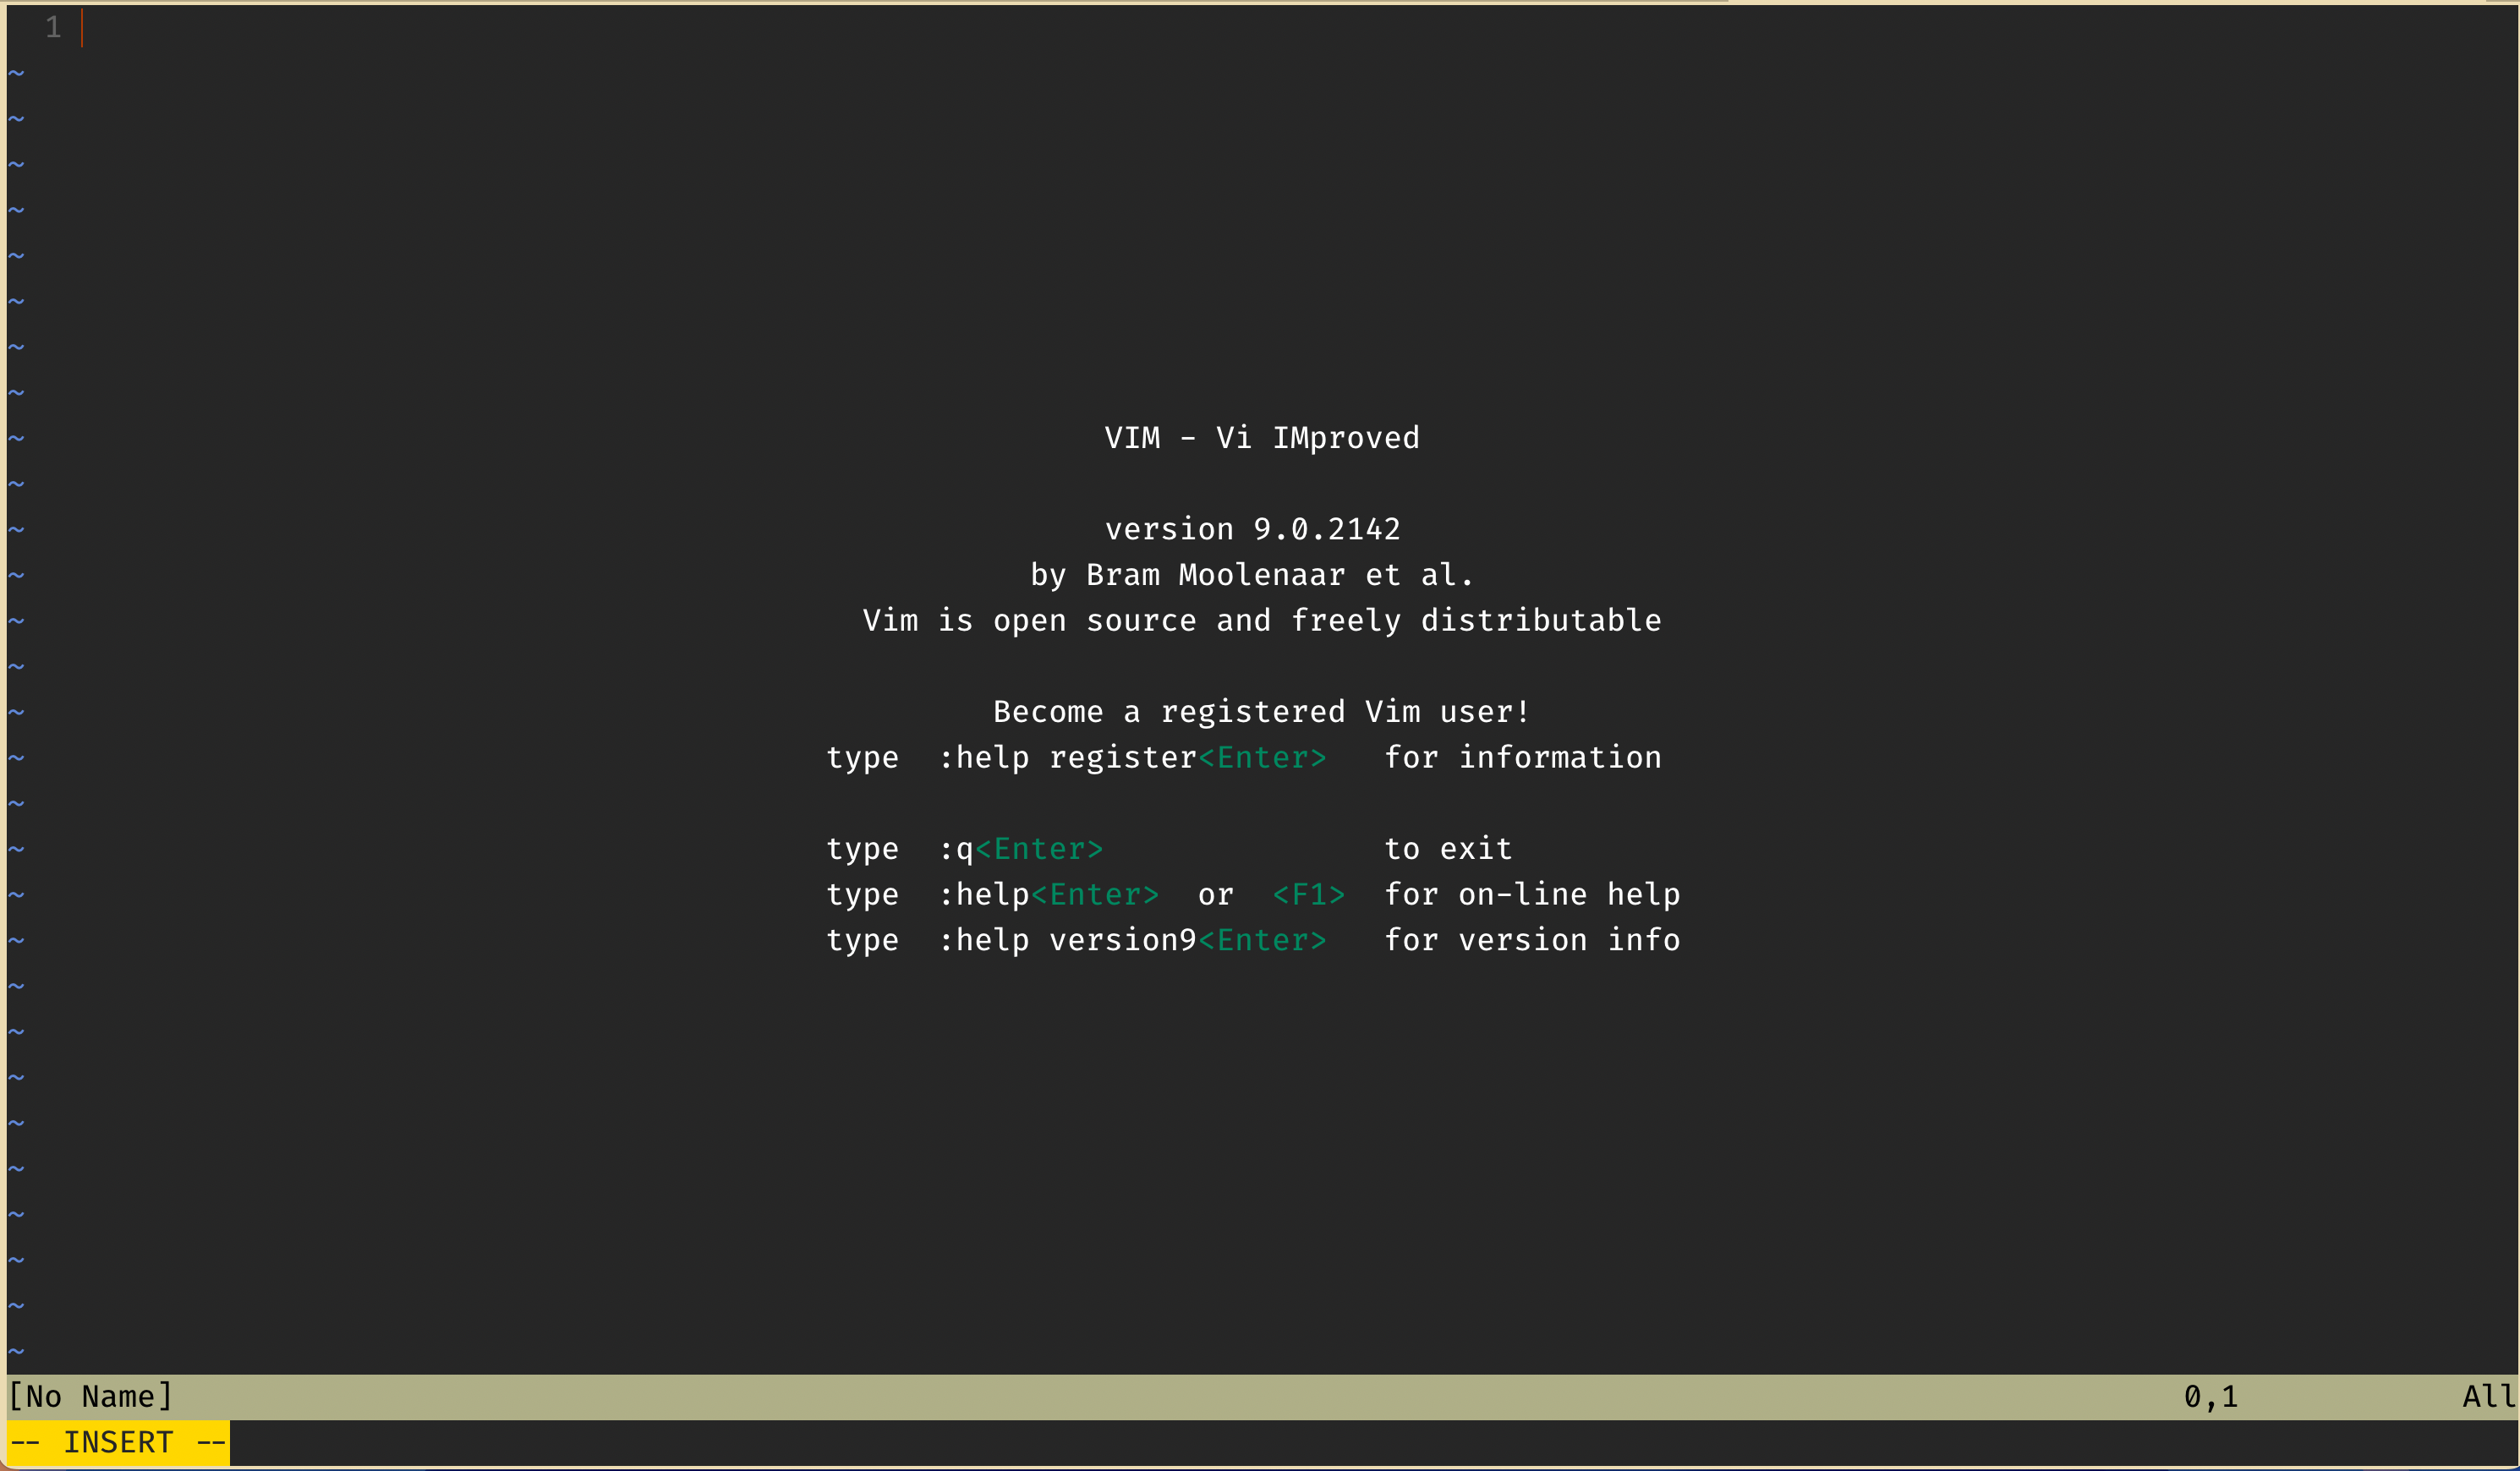 1
~
~
~
~
~
~
~
~
~ VIM - Vi IMproved
~
~ version 9.0.2142
~ by Bram Moolenaar et al.
~ Vim is open source and freely distributable
~
~ Become a registered Vim user!
~ type  :help register<Enter>   for information
~
~ type  :q<Enter>               to exit
~ type  :help<Enter>  or  <F1>  for on-line help
~ type  :help version9<Enter>   for version info
~
~
~
~
~
~
~
~
~
[No Name] 0,1 All
-- INSERT --